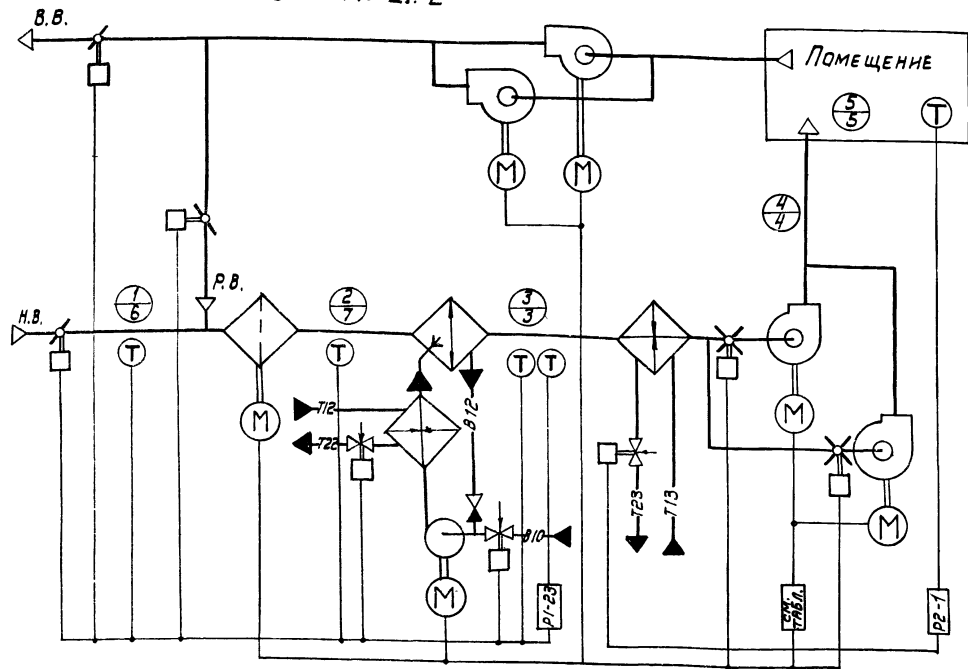 В.В.
Помещение
5
5
Т
М
М
4
4
Р.В.
Н.В.
1
6
2
7
3
3
Т
Т
Т
Т
М
Т12
Т22
В12
М
Т23
Т13
М
В10
М
Р1-23
см. табл.
Р2-1